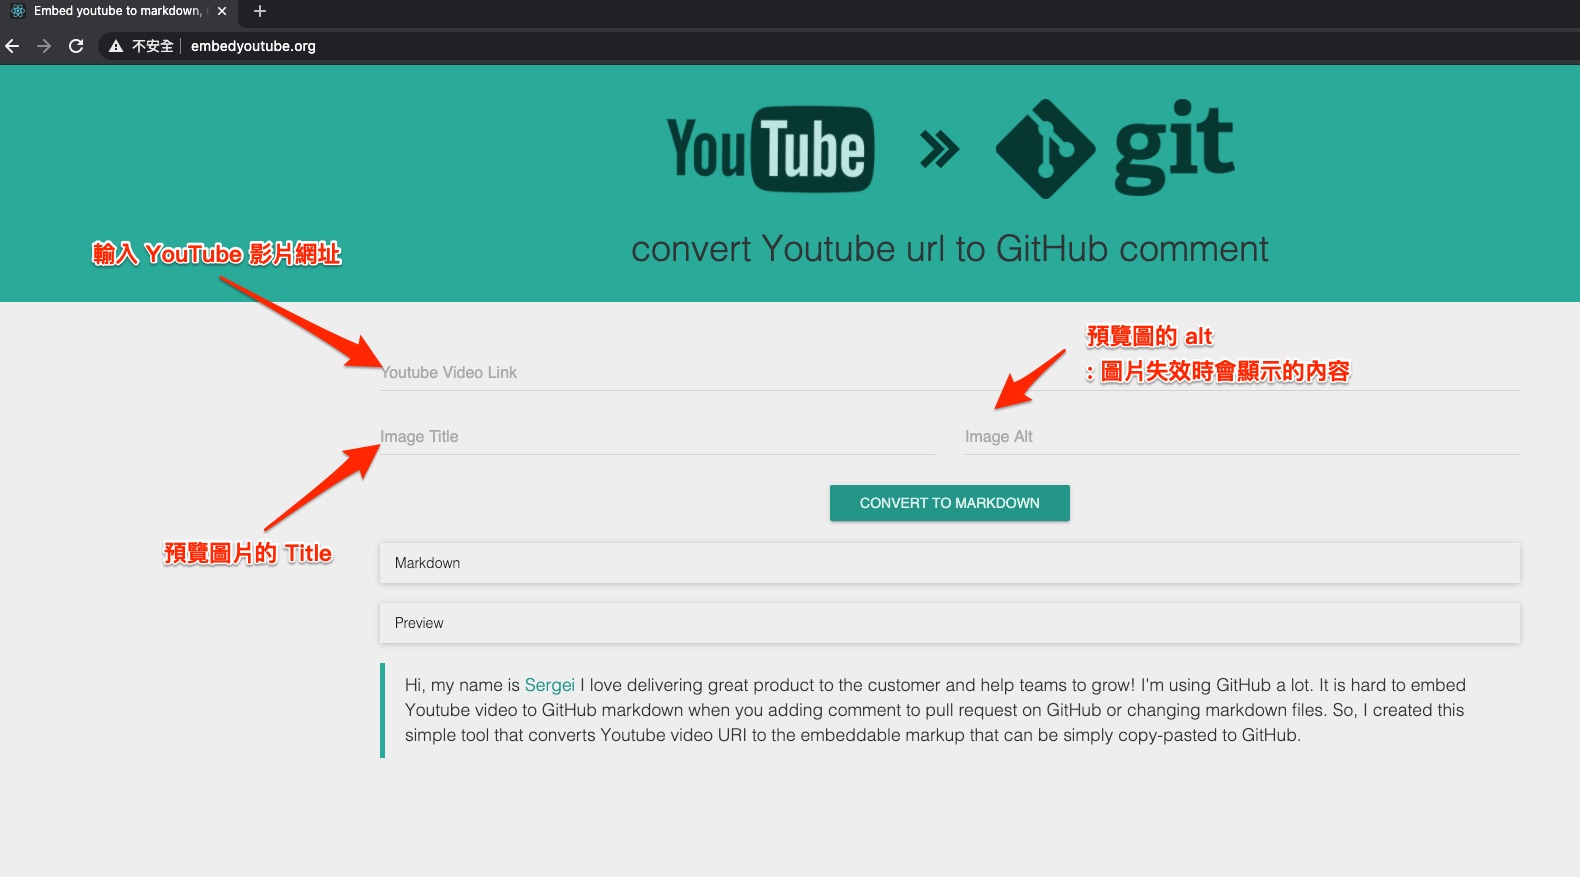 Embed youtube to markdown,
不安全
embedyoutube.org
YouTube
git
convert Youtube url to GitHub comment
輸入 YouTube 影片網址
預覽圖的 alt
: 圖片失效時會顯示的內容
Youtube Video Link
Image Title
Image Alt
CONVERT TO MARKDOWN
預覽圖片的 Title
Markdown
Preview
Hi, my name is Sergei I love delivering great product to the customer and help teams to grow! I'm using GitHub a lot. It is hard to embed
Youtube video to GitHub markdown when you adding comment to pull request on GitHub or changing markdown files. So, I created this
simple tool that converts Youtube video URI to the embeddable markup that can be simply copy-pasted to GitHub.